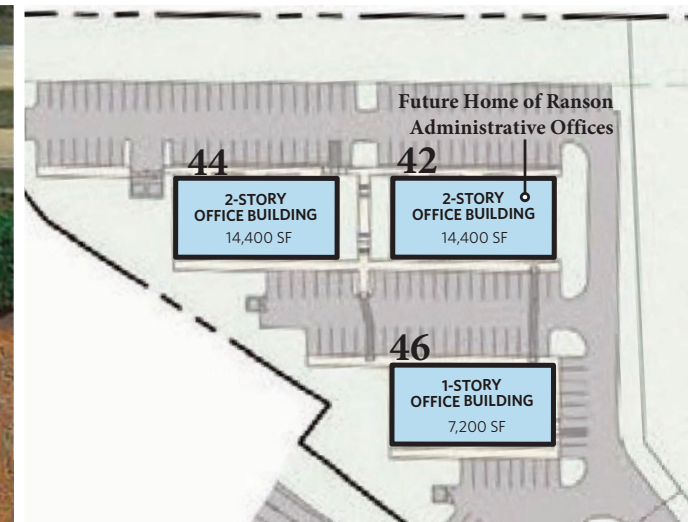 Future Home of Ranson
Administrative Offices
44
2-STORY
OFFICE BUILDING
14,400 SF
42
2-STORY
OFFICE BUILDING
14,400 SF
46
1-STORY
OFFICE BUILDING
7,200 SF